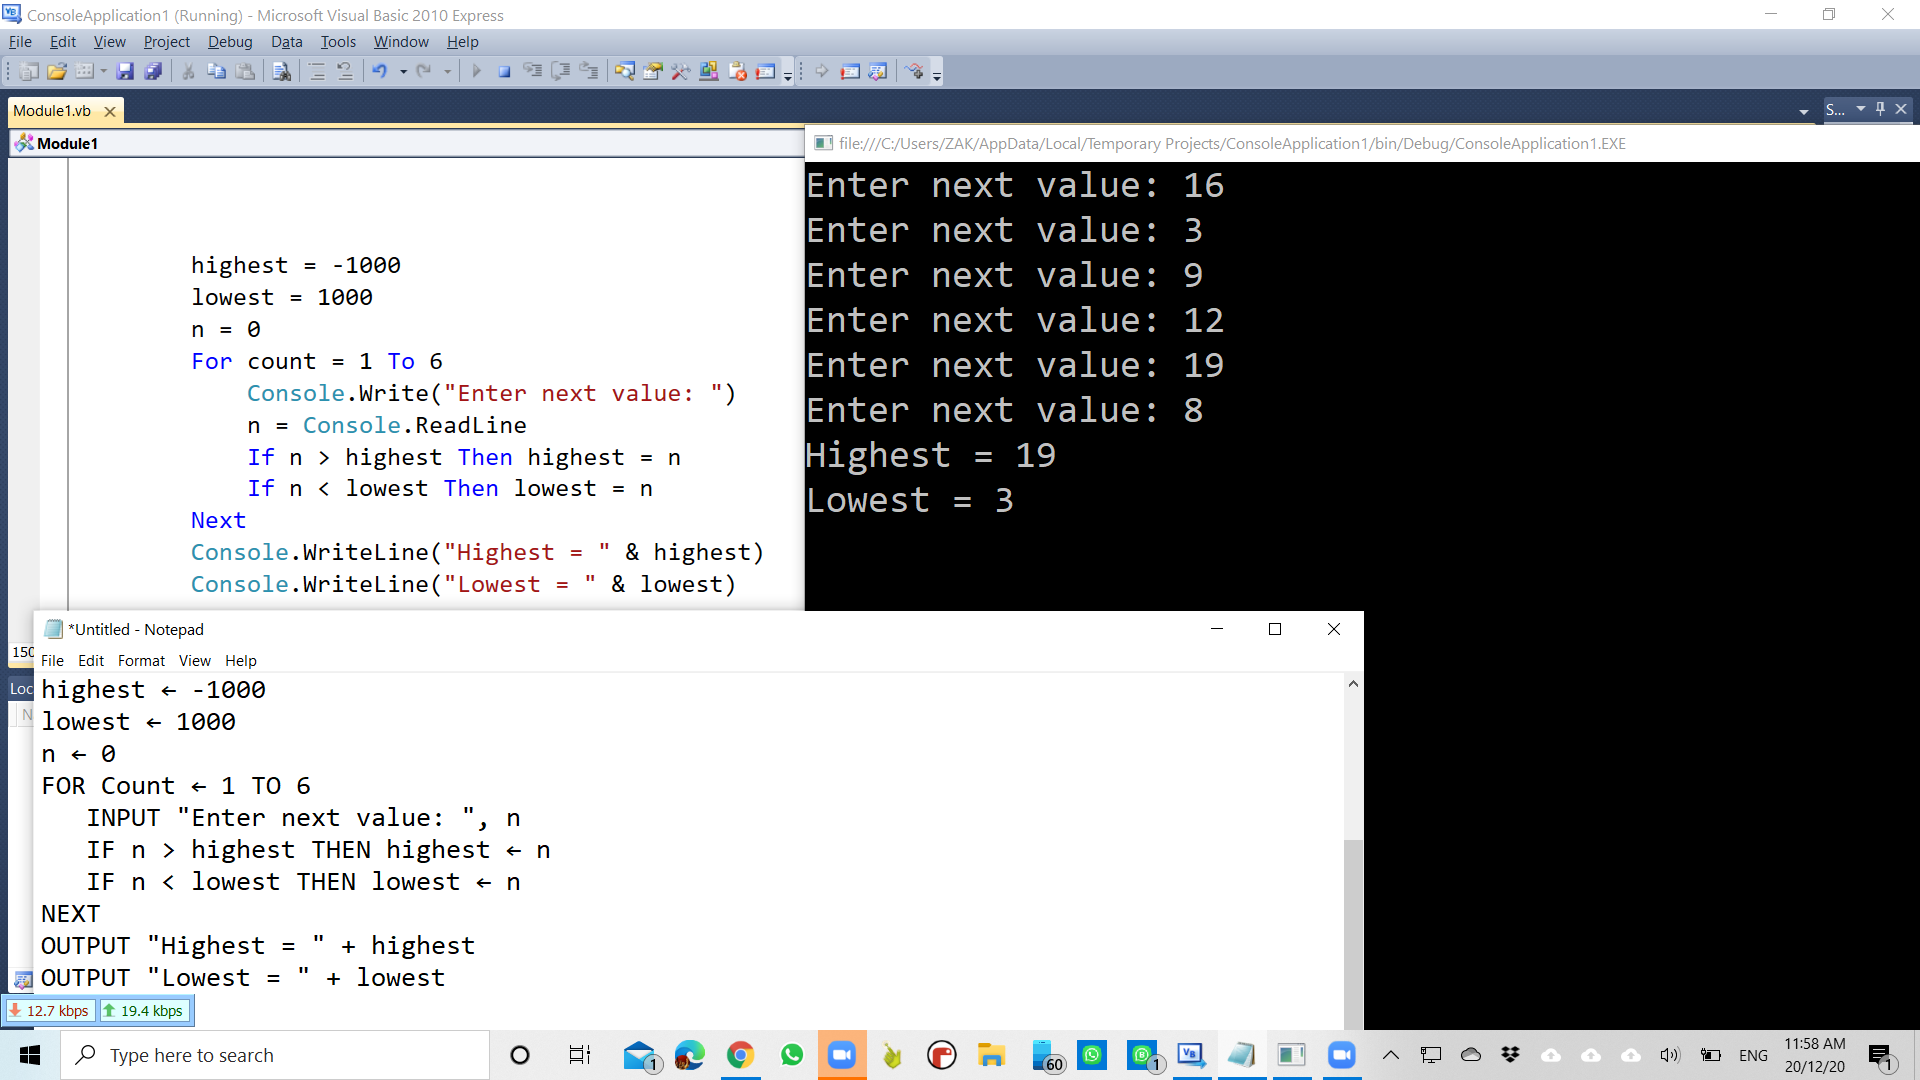 ConsoleApplication1 (Running) - Microsoft Visual Basic 2010 Express
File Edit View Project Debug Data Tools Window Help
Module1.vb
S...
Module1
highest = -1000
lowest = 1000
n = 0
For count = 1 To 6
Console.Write("Enter next value: ")
n = Console.ReadLine
If n > highest Then highest = n
If n < lowest Then lowest = n
Next
Console.WriteLine("Highest = " & highest)
Console.WriteLine("Lowest = " & lowest)
150
Loc
N
file:///C:/Users/ZAK/AppData/Local/Temporary Projects/ConsoleApplication1/bin/Debug/ConsoleApplication1.EXE
Enter next value: 16
Enter next value: 3
Enter next value: 9
Enter next value: 12
Enter next value: 19
Enter next value: 8
Highest = 19
Lowest = 3
*Untitled - Notepad
File Edit Format View Help
highest ← -1000
lowest ← 1000
n ← 0
FOR Count ← 1 TO 6
INPUT "Enter next value: ", n
IF n > highest THEN highest ← n
IF n < lowest THEN lowest ← n
NEXT
OUTPUT "Highest = " + highest
OUTPUT "Lowest = " + lowest
12.7 kbps 19.4 kbps
Type here to search
1
60
1
VB
ENG
11:58 AM
20/12/20
1